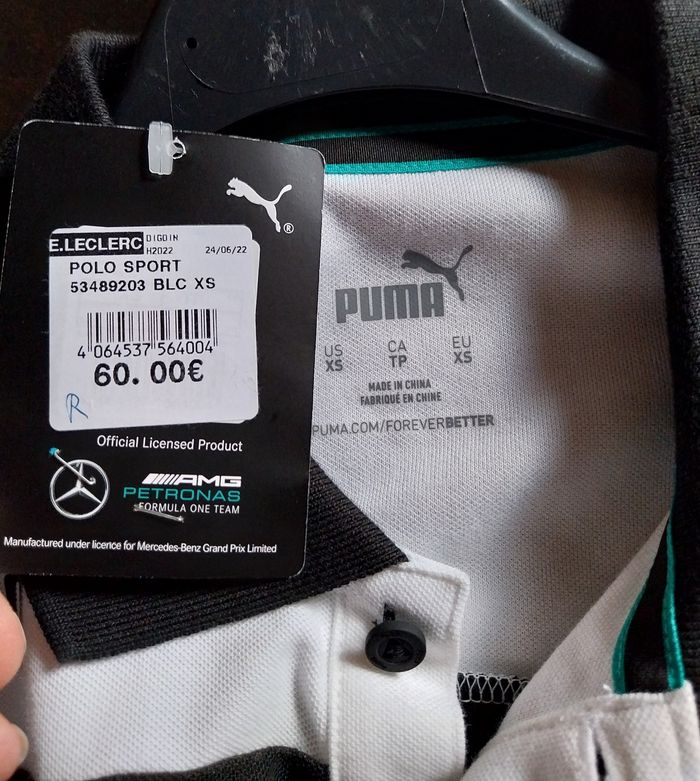 ®
E.LECLERC DIGOIN
H2022 24/06/22
POLO SPORT
53489203 BLC XS
4 064537 564004
60.00€
R
Official Licensed Product
AMG
PETRONAS
FORMULA ONE TEAM
Manufactured under licence for Mercedes-Benz Grand Prix Limited
PUMA
US CA EU
XS TP XS
MADE IN CHINA
FABRIQUÉ EN CHINE
PUMA.COM/FOREVERBETTER